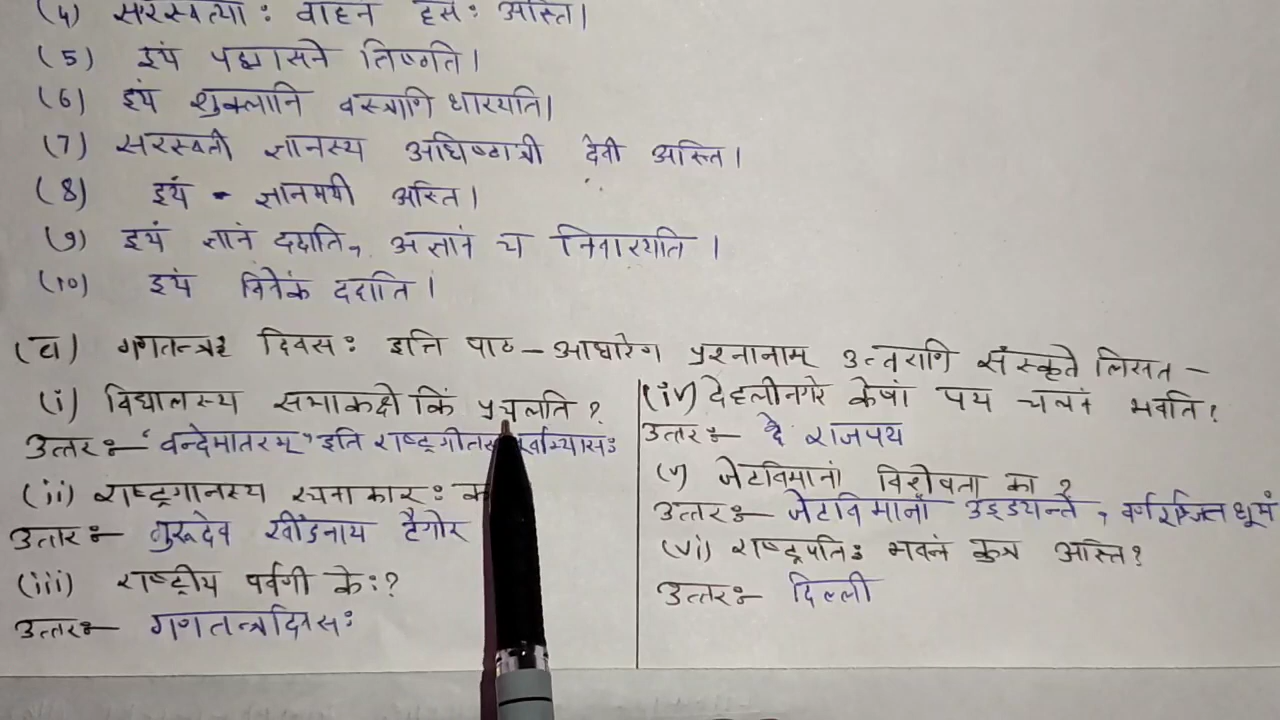 (4) सरस्वत्याः वाहनं हंसः अस्ति।
(5) इयं पद्मासने तिष्ठति।
(6) इयं शुक्लानि वस्त्राणि धारयति।
(7) सरस्वती ज्ञानस्य अधिष्ठात्री देवी अस्ति।
(8) इयं ज्ञानमयी अस्ति।
(9) इयं ज्ञानं ददाति, अज्ञानं च निवारयति।
(10) इयं विवेकं ददाति।
(च) गणतन्त्रः दिवसः इति पाठ - आधारेण प्रश्नानाम् उत्तराणि संस्कृते लिखत -
(i) विद्यालस्य सभाकक्षे किं प्रचलति?
उत्तरः- 'वन्देमातरम्' इति
(ii) राष्ट्रगानस्य रचनाकारः
उत्तरः- गुरूदेव रवींद्रनाथ टैगोर
(iii) राष्ट्रीय पर्वणी केः?
उत्तरः- गणतन्त्रदिवसः
(iv) देहलीनगरे केषां पथ चलनं भवति?
उत्तरः- राजपथ
(v) जेटविमानां विशेषता का?
उत्तरः- जेटविमानां उड्डयन्ते, वर्णरञ्जित धूमं
(vi) राष्ट्रपतिः भवनं कुत्र अस्ति?
उत्तरः- दिल्ली